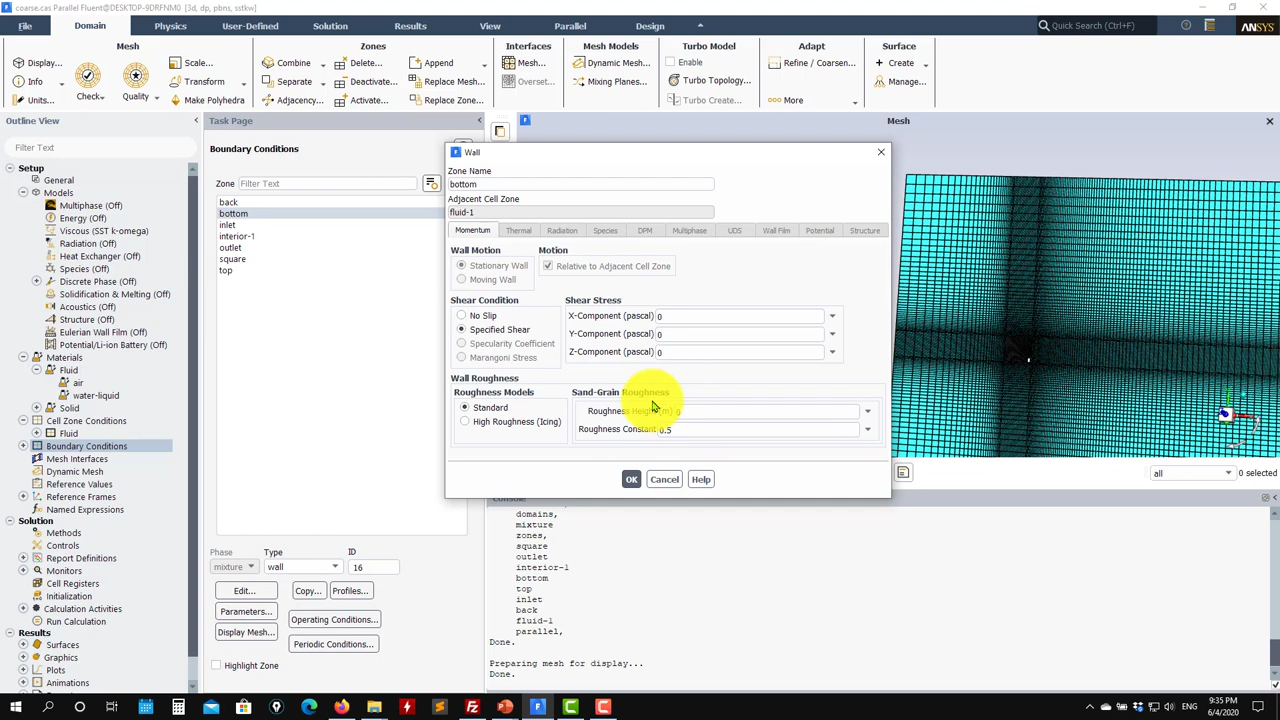 coarse.cas Parallel Fluent@DESKTOP-9DRFNM0 [3d, dp, pbns, sstkw]
File Domain Physics User-Defined Solution Results View Parallel Design Quick Search (Ctrl+F) ANSYS
Mesh Zones Interfaces Mesh Models Turbo Model Adapt Surface
Display... Scale... Combine Delete... Append Mesh... Dynamic Mesh... Enable Refine / Coarsen... Create
Info Transform Separate Deactivate... Replace Mesh... Overset... Mixing Planes... Turbo Topology... Manage...
Units... Check Quality Make Polyhedra Adjacency... Activate... Replace Zone... Turbo Create... More
Outline View
Filter Text
Setup
General
Models
Multiphase (Off)
Energy (Off)
Viscous (SST k-omega)
Radiation (Off)
Heat Exchanger (Off)
Species (Off)
Discrete Phase (Off)
Solidification & Melting (Off)
Acoustics (Off)
Structure (Off)
Eulerian Wall Film (Off)
Potential/Li-ion Battery (Off)
Materials
Fluid
air
water-liquid
Solid
Cell Zone Conditions
Fluid
Boundary Conditions
Mesh Interfaces
Dynamic Mesh
Reference Values
Reference Frames
Named Expressions
Solution
Methods
Controls
Report Definitions
Monitors
Cell Registers
Initialization
Calculation Activities
Run Calculation
Results
Surfaces
Graphics
Plots
Animations
Task Page
Boundary Conditions
Zone Filter Text
back
bottom
inlet
interior-1
outlet
square
top
Phase Type ID
mixture wall 16
Edit... Copy... Profiles...
Parameters... Operating Conditions...
Display Mesh... Periodic Conditions...
Highlight Zone
Mesh
Wall
Zone Name
bottom
Adjacent Cell Zone
fluid-1
Momentum Thermal Radiation Species DPM Multiphase UDS Wall Film Potential Structure
Wall Motion Motion
Stationary Wall Relative to Adjacent Cell Zone
Moving Wall
Shear Condition Shear Stress
No Slip X-Component (pascal) 0
Specified Shear Y-Component (pascal) 0
Specularity Coefficient Z-Component (pascal) 0
Marangoni Stress
Wall Roughness
Roughness Models Sand-Grain Roughness
Standard Roughness Height (m) 0
High Roughness (Icing) Roughness Constant 0.5
OK Cancel Help
all 0 selected
Console
domains,
mixture
zones,
square
outlet
interior-1
bottom
top
inlet
back
fluid-1
parallel,
Done.
Preparing mesh for display...
Done.
9:35 PM
6/4/2020